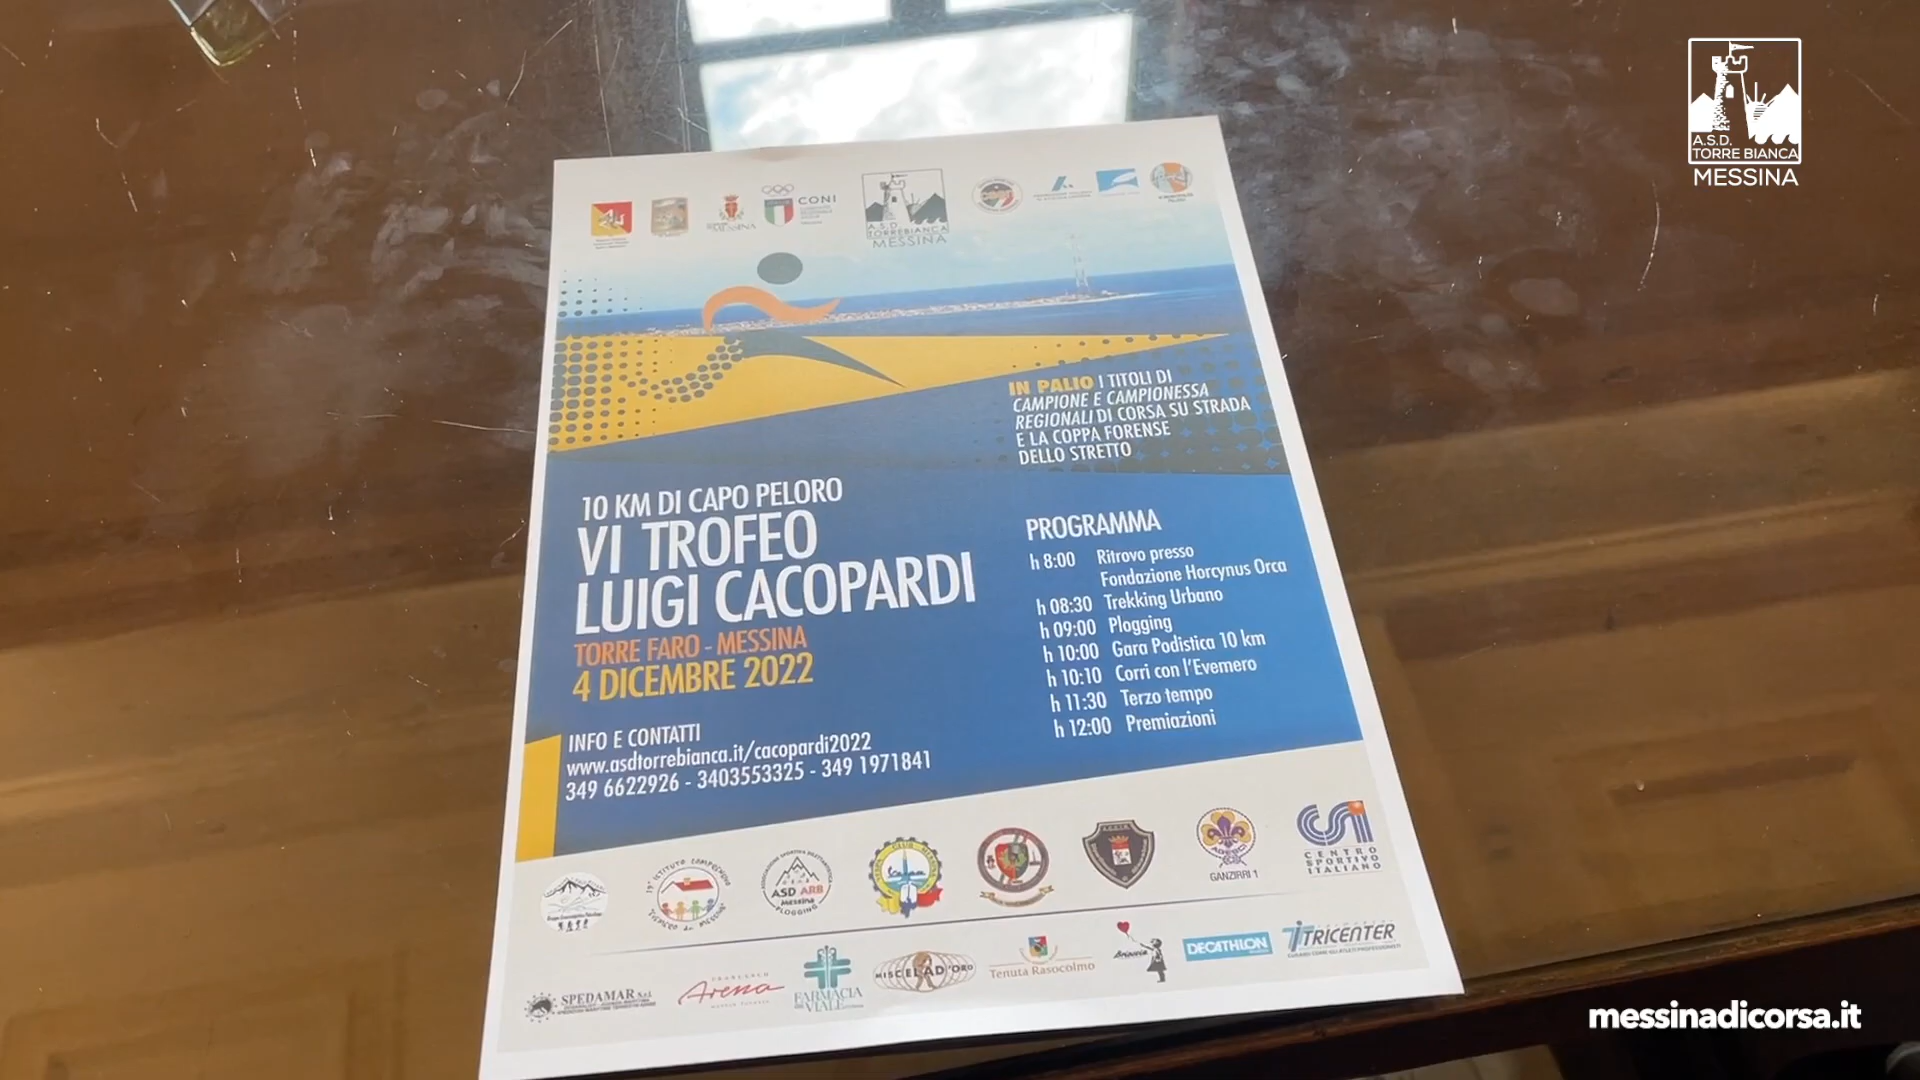 A.S.D.
TORRE BIANCA
MESSINA
CONI
A.S.D.
TORREBIANCA
MESSINA
IN PALIO I TITOLI DI
CAMPIONE E CAMPIONESSA
REGIONALI DI CORSA SU STRADA
E LA COPPA FORENSE
DELLO STRETTO
10 KM DI CAPO PELORO
VI TROFEO
LUIGI CACOPARDI
TORRE FARO - MESSINA
4 DICEMBRE 2022
PROGRAMMA
h 8:00 Ritrovo presso
Fondazione Horcynus Orca
h 08:30 Trekking Urbano
h 09:00 Plogging
h 10:00 Gara Podistica 10 km
h 10:10 Corri con l'Evemero
h 11:30 Terzo tempo
h 12:00 Premiazioni
INFO E CONTATTI
www.asdtorrebianca.it/cacopardi2022
349 6622926 - 3403553325 - 349 1971841
ASD ARB
Messina
PLOGGING
GANZIRRI 1
CENTRO
SPORTIVO
ITALIANO
SPEDAMAR s.r.l.
FRANCESCO
Arena
FARMACIA
VIALE
MISCELAD'ORO
Tenuta Rasocolmo
DECATHLON
TRICENTER
messinadicorsa.it